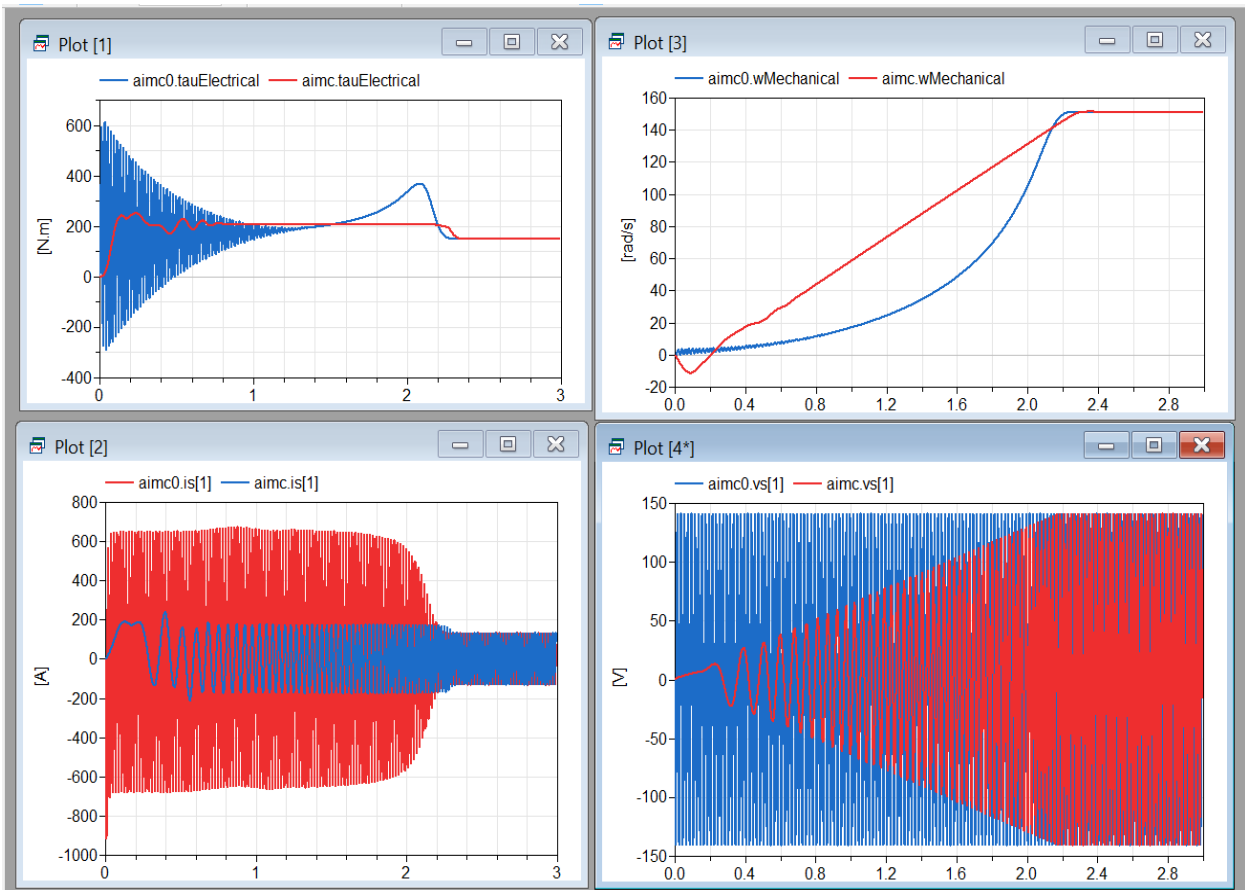 Plot [1]
aimc0.tauElectrical aimc.tauElectrical
[N.m]
600
400
200
0
-200
-400
0 1 2 3
Plot [3]
aimc0.wMechanical aimc.wMechanical
[rad/s]
160
140
120
100
80
60
40
20
0
-20
0.0 0.4 0.8 1.2 1.6 2.0 2.4 2.8
Plot [2]
aimc0.is[1] aimc.is[1]
[A]
800
600
400
200
0
-200
-400
-600
-800
-1000
0 1 2 3
Plot [4*]
aimc0.vs[1] aimc.vs[1]
[V]
150
100
50
0
-50
-100
-150
0.0 0.4 0.8 1.2 1.6 2.0 2.4 2.8